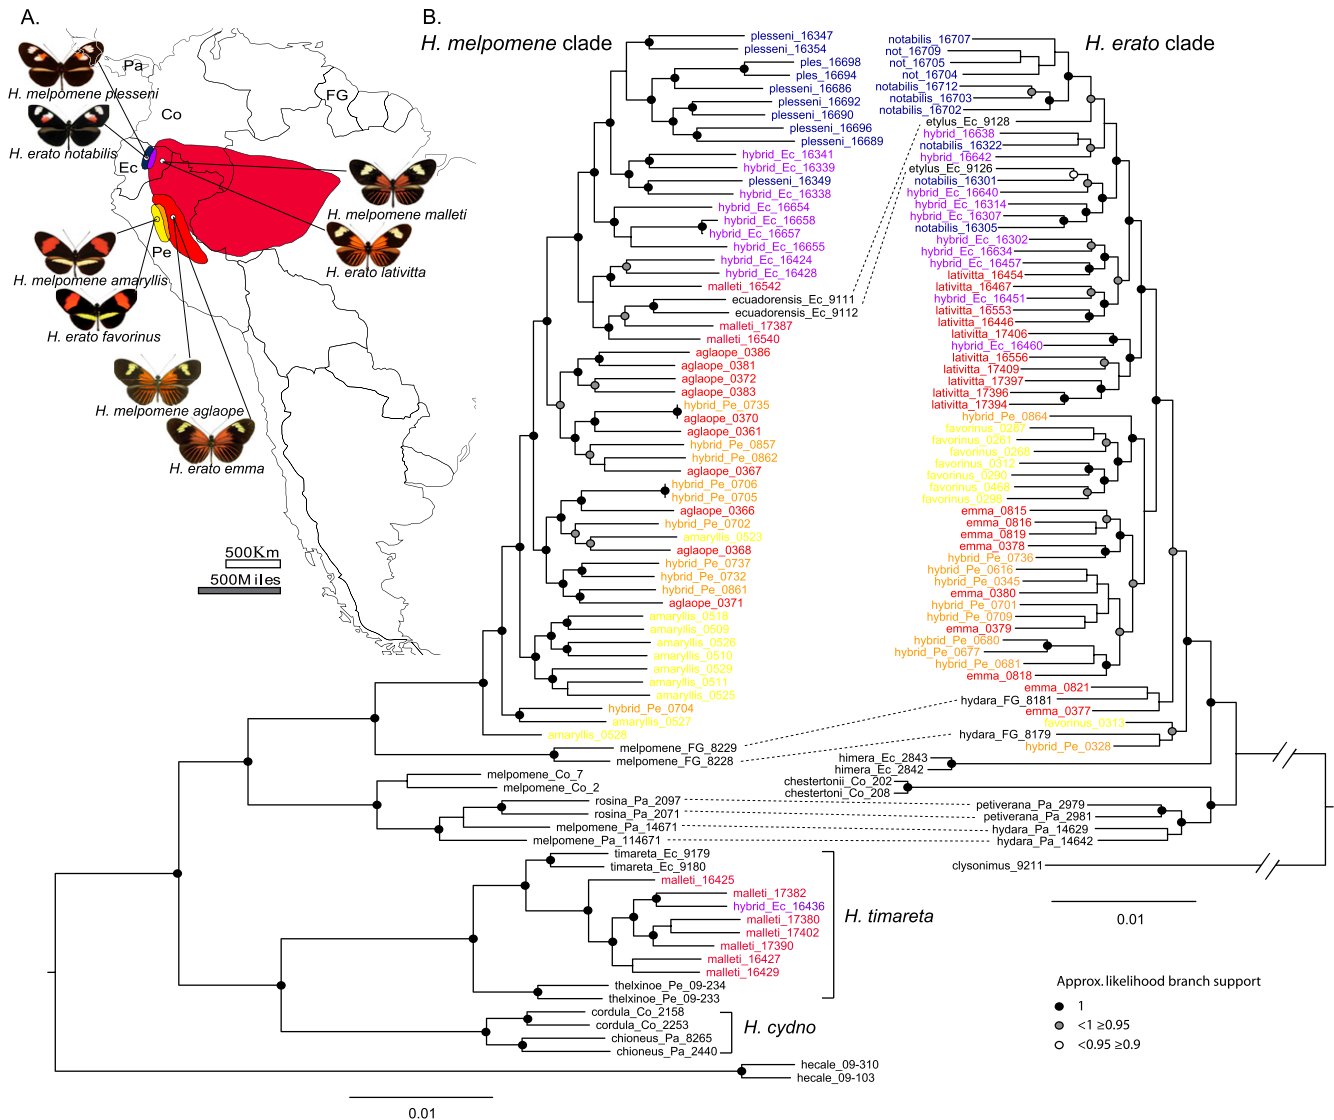 A.
Pa
Co
FG
Ec
Pe
H. melpomene plesseni
H. erato notabilis
H. melpomene malleti
H. erato lativitta
H. melpomene amaryllis
H. erato favorinus
H. melpomene aglaope
H. erato emma
500Km
500Miles
B.
H. melpomene clade
plesseni_16347
plesseni_16354
ples_16698
ples_16694
plesseni_16686
plesseni_16692
plesseni_16690
plesseni_16696
plesseni_16689
hybrid_Ec_16341
hybrid_Ec_16339
plesseni_16349
hybrid_Ec_16338
hybrid_Ec_16654
hybrid_Ec_16658
hybrid_Ec_16657
hybrid_Ec_16655
hybrid_Ec_16424
hybrid_Ec_16428
malleti_16542
ecuadorensis_Ec_9111
ecuadorensis_Ec_9112
malleti_17387
malleti_16540
aglaope_0386
aglaope_0381
aglaope_0372
aglaope_0383
hybrid_Pe_0735
aglaope_0370
aglaope_0361
hybrid_Pe_0857
hybrid_Pe_0862
aglaope_0367
hybrid_Pe_0706
hybrid_Pe_0705
aglaope_0366
hybrid_Pe_0702
amaryllis_0523
aglaope_0368
hybrid_Pe_0737
hybrid_Pe_0732
hybrid_Pe_0861
aglaope_0371
amaryllis_0518
amaryllis_0509
amaryllis_0526
amaryllis_0510
amaryllis_0529
amaryllis_0511
amaryllis_0525
hybrid_Pe_0704
amaryllis_0527
amaryllis_0528
melpomene_FG_8229
melpomene_FG_8228
melpomene_Co_7
melpomene_Co_2
rosina_Pa_2097
rosina_Pa_2071
melpomene_Pa_14671
melpomene_Pa_114671
timareta_Ec_9179
timareta_Ec_9180
malleti_16425
malleti_17382
hybrid_Ec_16436
malleti_17380
malleti_17402
malleti_17390
malleti_16427
malleti_16429
thelxinoe_Pe_09-234
thelxinoe_Pe_09-233
H. timareta
cordula_Co_2158
cordula_Co_2253
chioneus_Pa_8265
chioneus_Pa_2440
H. cydno
hecale_09-310
hecale_09-103
0.01
H. erato clade
notabilis_16707
not_16709
not_16705
not_16704
notabilis_16712
notabilis_16703
notabilis_16702
etylus_Ec_9128
hybrid_16638
notabilis_16322
hybrid_16642
etylus_Ec_9126
notabilis_16301
hybrid_Ec_16640
hybrid_Ec_16314
hybrid_Ec_16307
notabilis_16305
hybrid_Ec_16302
hybrid_Ec_16634
hybrid_Ec_16457
lativitta_16454
lativitta_16467
hybrid_Ec_16451
lativitta_16553
lativitta_16446
lativitta_17406
hybrid_Ec_16460
lativitta_16556
lativitta_17409
lativitta_17397
lativitta_17396
lativitta_17394
hybrid_Pe_0864
favorinus_0267
favorinus_0261
favorinus_0268
favorinus_0312
favorinus_0290
favorinus_0468
favorinus_0298
emma_0815
emma_0816
emma_0819
emma_0378
hybrid_Pe_0736
hybrid_Pe_0616
hybrid_Pe_0345
emma_0380
hybrid_Pe_0701
hybrid_Pe_0709
emma_0379
hybrid_Pe_0680
hybrid_Pe_0677
hybrid_Pe_0681
emma_0818
emma_0821
hydara_FG_8181
emma_0377
favorinus_0313
hydara_FG_8179
hybrid_Pe_0328
himera_Ec_2843
himera_Ec_2842
chestertonii_Co_202
chestertoni_Co_208
petiverana_Pa_2979
petiverana_Pa_2981
hydara_Pa_14629
hydara_Pa_14642
clysonimus_9211
0.01
Approx. likelihood branch support
1
<1 ≥0.95
<0.95 ≥0.9